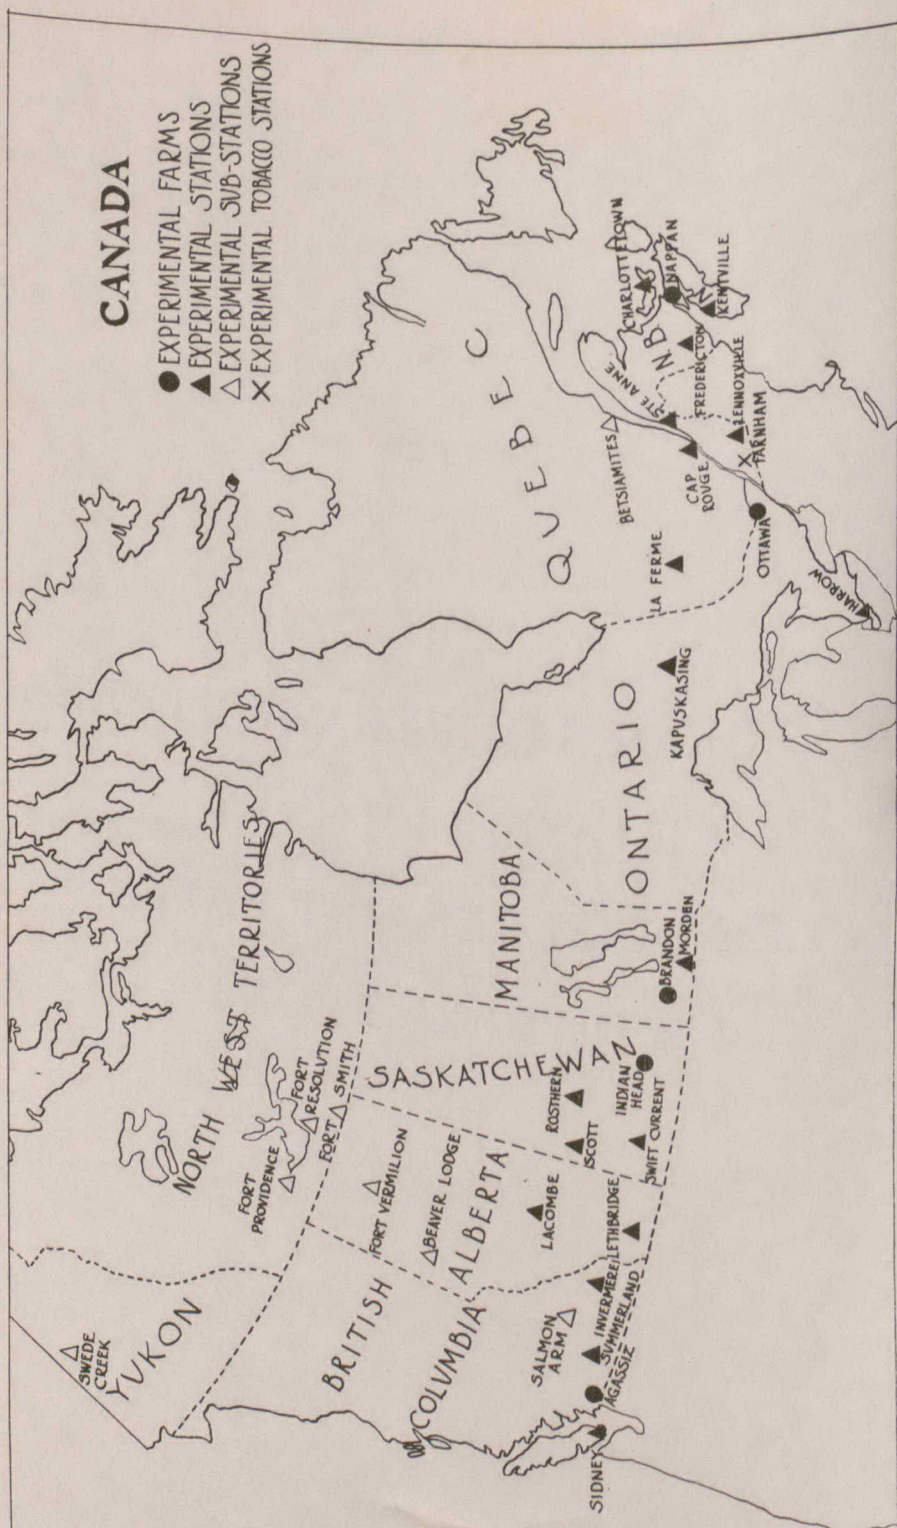 CANADA
EXPERIMENTAL FARMS
EXPERIMENTAL STATIONS
EXPERIMENTAL SUB-STATIONS
EXPERIMENTAL TOBACCO STATIONS
SWEDE
CREEK
YUKON
NORTH WEST TERRITORIES
FORT
PROVIDENCE
FORT
RESOLUTION
FORT SMITH
BRITISH
COLUMBIA
FORT VERMILION
BEAVER LODGE
ALBERTA
LACOMBE
SASKATCHEWAN
ROSTHERN
SCOTT
INDIAN
HEAD
SWIFT CURRENT
LETHBRIDGE
INVERMERE
SUMMERLAND
AGASSIZ
SALMON
ARM
SIDNEY
MANITOBA
BRANDON
MORDEN
ONTARIO
KAPUSKASING
HARROW
OTTAWA
QUEBEC
LA FERME
BETSIAMITES
CAP
ROUGE
STE ANNE
LENNOXVILLE
FARNHAM
N.B
FREDERICTON
CHARLOTTETOWN
NAPPAN
KENTVILLE